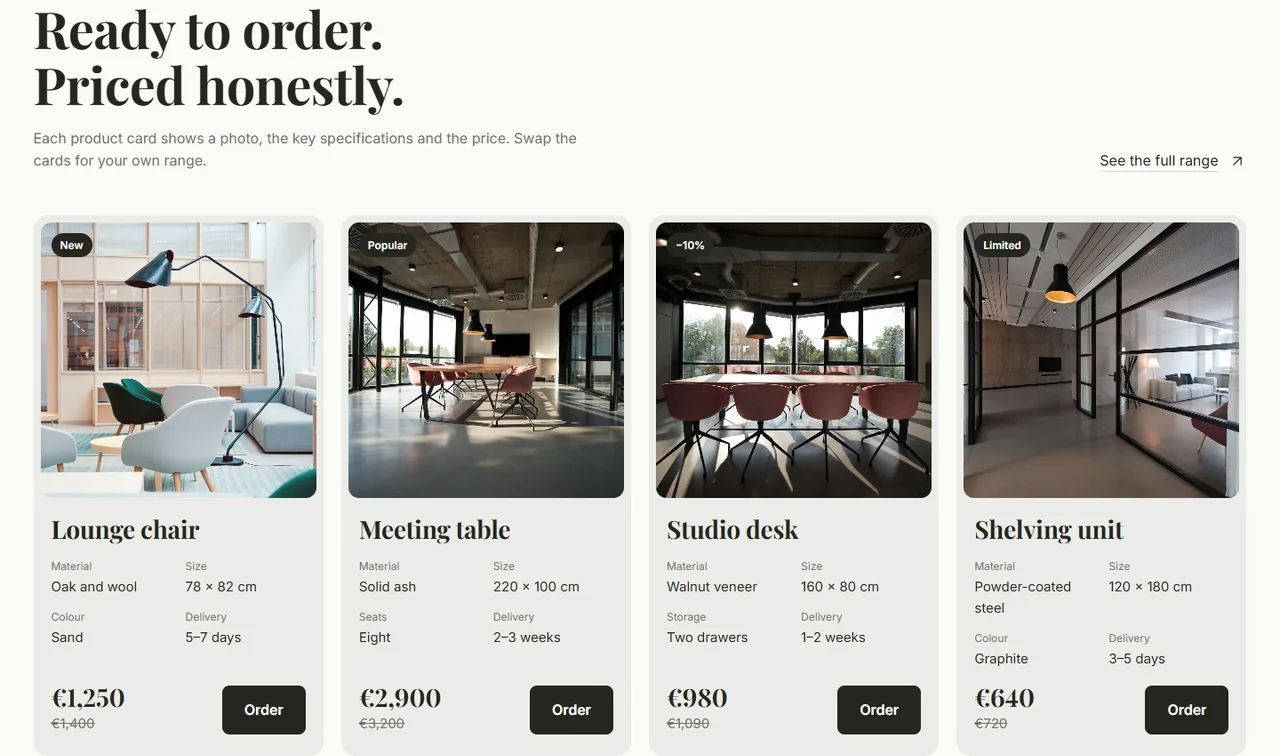 Ready to order.
Priced honestly.
Each product card shows a photo, the key specifications and the price. Swap the
cards for your own range.
See the full range
New
Lounge chair
Material
Oak and wool
Size
78 × 82 cm
Colour
Sand
Delivery
5–7 days
€1,250
€1,400
Order
Popular
Meeting table
Material
Solid ash
Size
220 × 100 cm
Seats
Eight
Delivery
2–3 weeks
€2,900
€3,200
Order
−10%
Studio desk
Material
Walnut veneer
Size
160 × 80 cm
Storage
Two drawers
Delivery
1–2 weeks
€980
€1,090
Order
Limited
Shelving unit
Material
Powder-coated
steel
Size
120 × 180 cm
Colour
Graphite
Delivery
3–5 days
€640
€720
Order